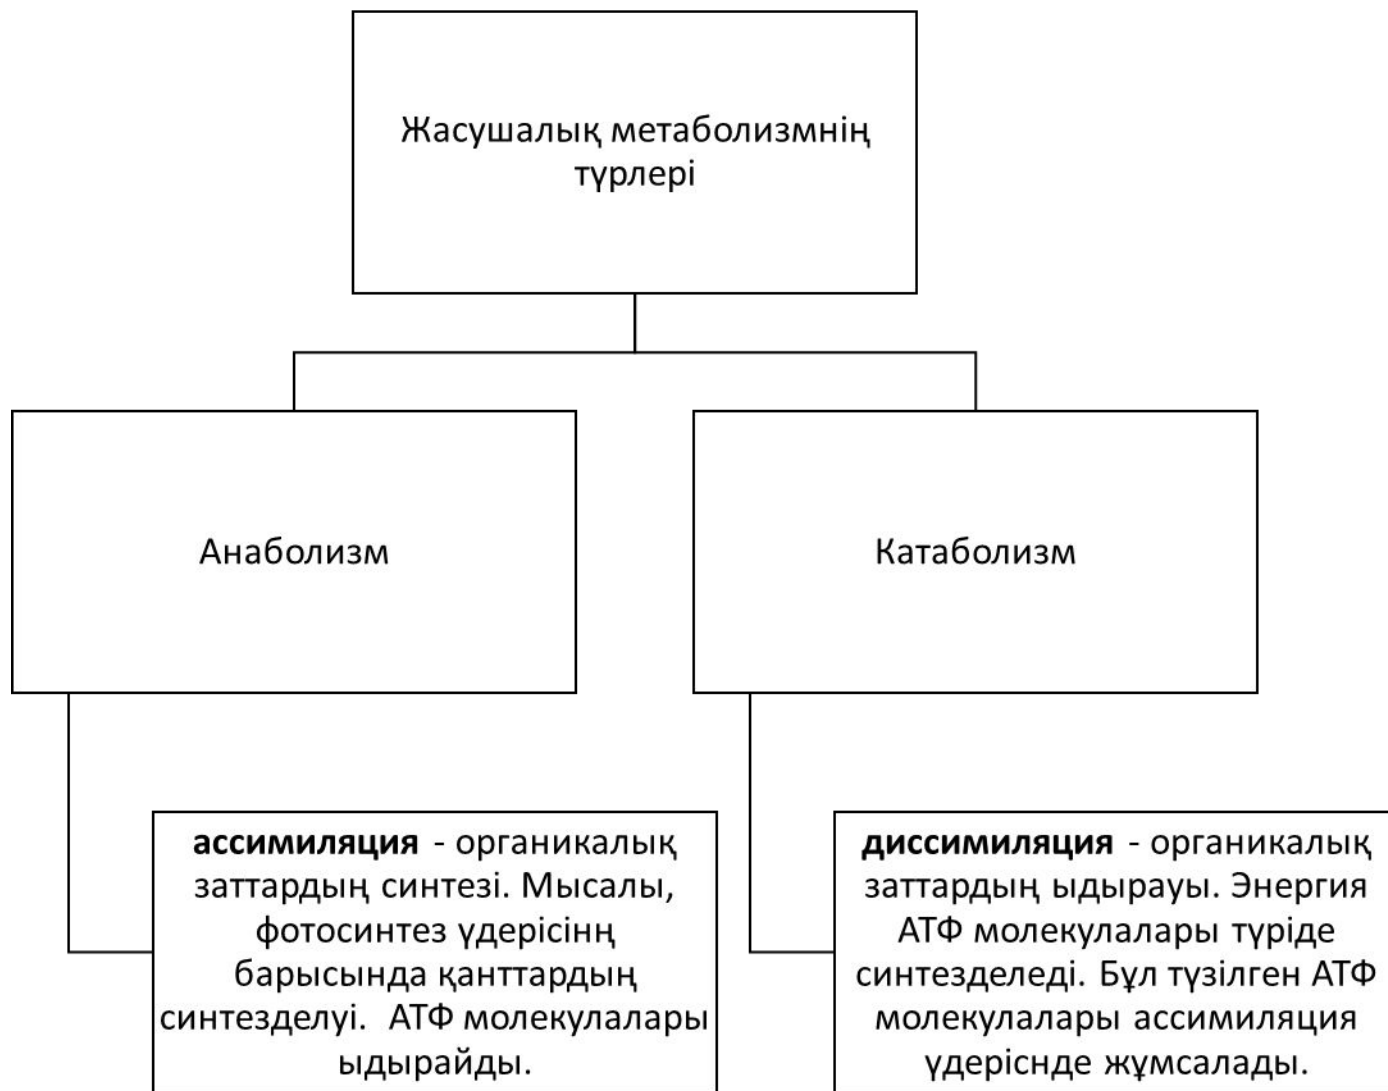 Жасушалық метаболизмнің
түрлері
Анаболизм
Катаболизм
ассимиляция - органикалық
заттардың синтезі. Мысалы,
фотосинтез үдерісінң
барысында қанттардың
синтезделуі.  АТФ молекулалары
ыдырайды.
диссимиляция - органикалық
заттардың ыдырауы. Энергия
АТФ молекулалары түріде
синтезделеді. Бұл түзілген АТФ
молекулалары ассимиляция
үдеріснде жұмсалады.